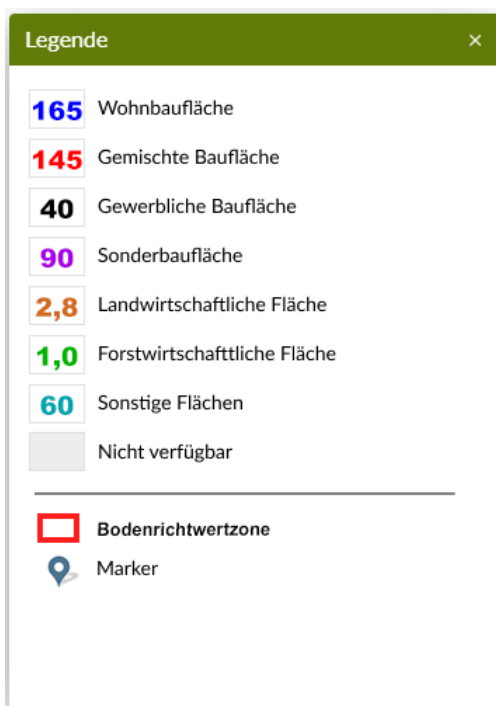 Legende ×
165 Wohnbaufläche
145 Gemischte Baufläche
40 Gewerbliche Baufläche
90 Sonderbaufläche
2,8 Landwirtschaftliche Fläche
1,0 Forstwirtschafttliche Fläche
60 Sonstige Flächen
Nicht verfügbar
Bodenrichtwertzone
Marker